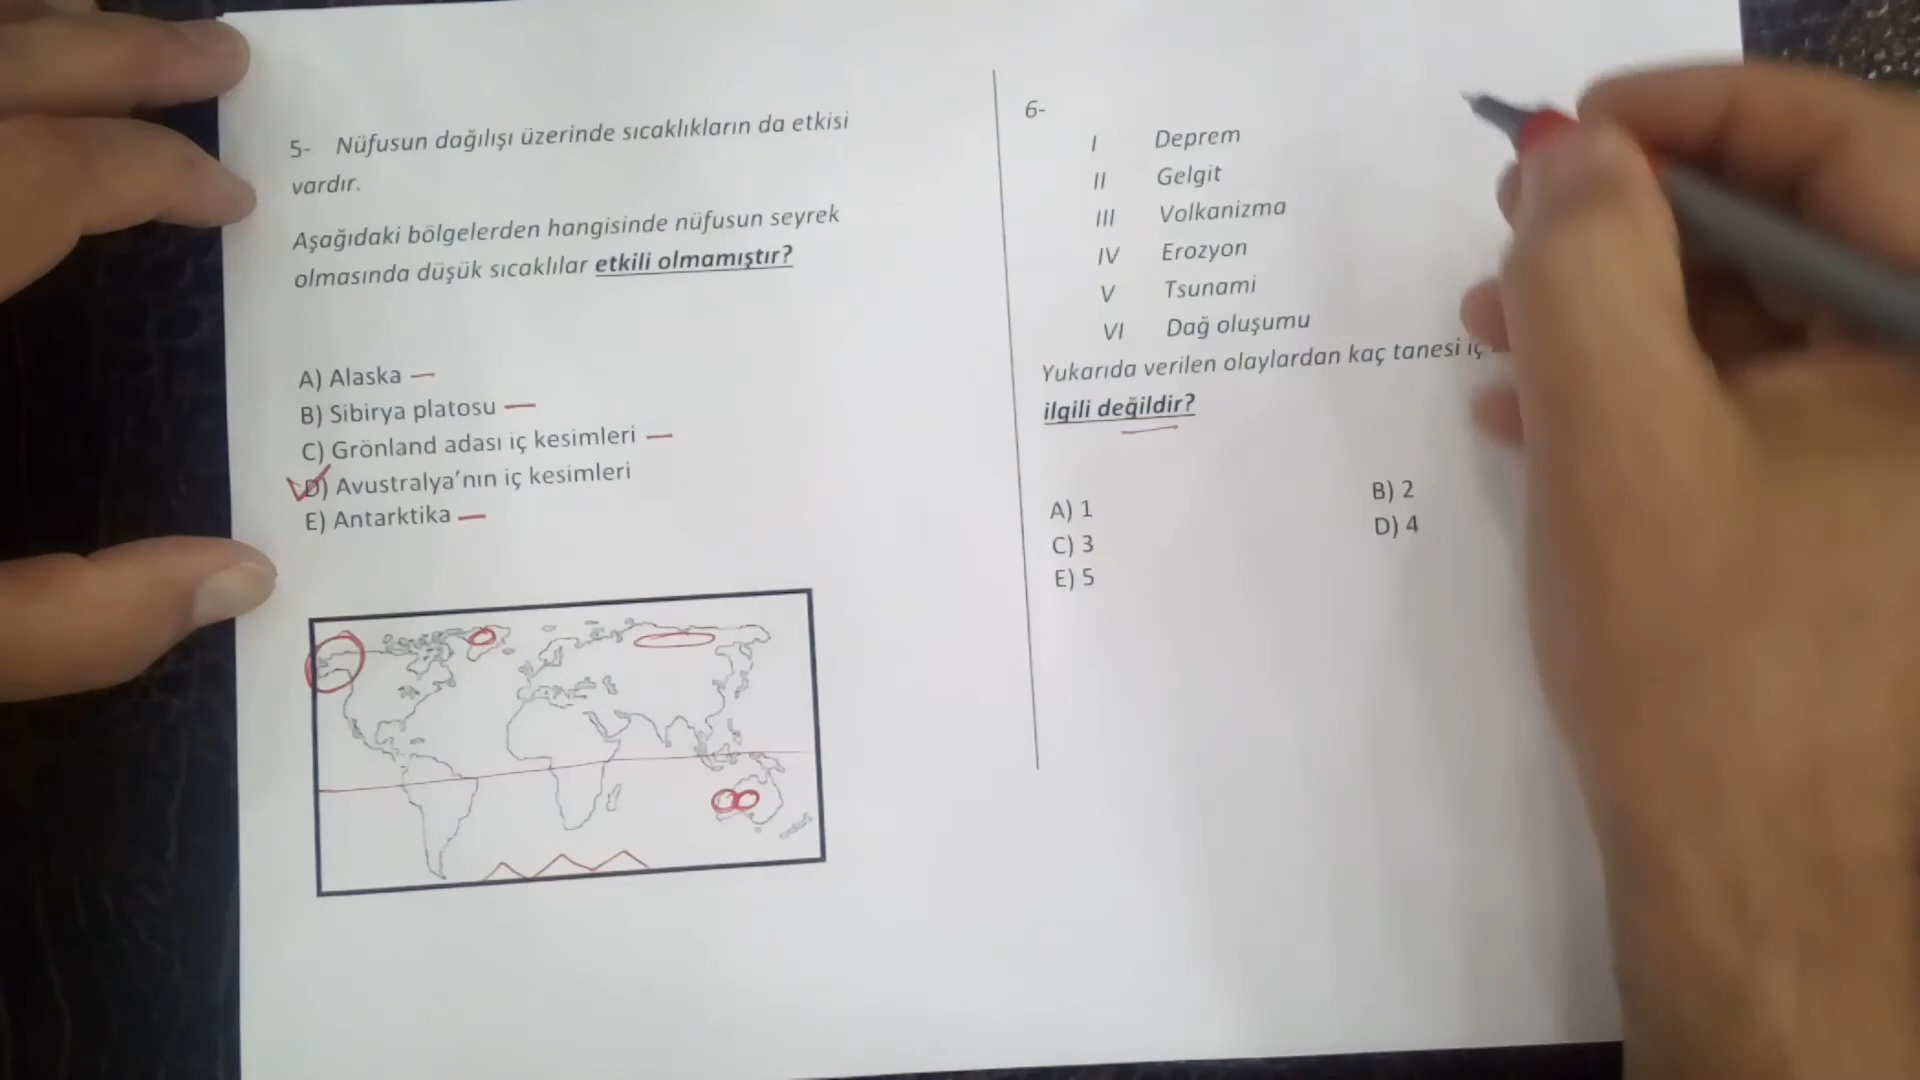 5- Nüfusun dağılışı üzerinde sıcaklıkların da etkisi
vardır.
Aşağıdaki bölgelerden hangisinde nüfusun seyrek
olmasında düşük sıcaklılar etkili olmamıştır?
A) Alaska
B) Sibirya platosu
C) Grönland adası iç kesimleri
D) Avustralya'nın iç kesimleri
E) Antarktika
6-
I Deprem
II Gelgit
III Volkanizma
IV Erozyon
V Tsunami
VI Dağ oluşumu
Yukarıda verilen olaylardan kaç tanesi iç
ilgili değildir?
A) 1 B) 2
C) 3 D) 4
E) 5